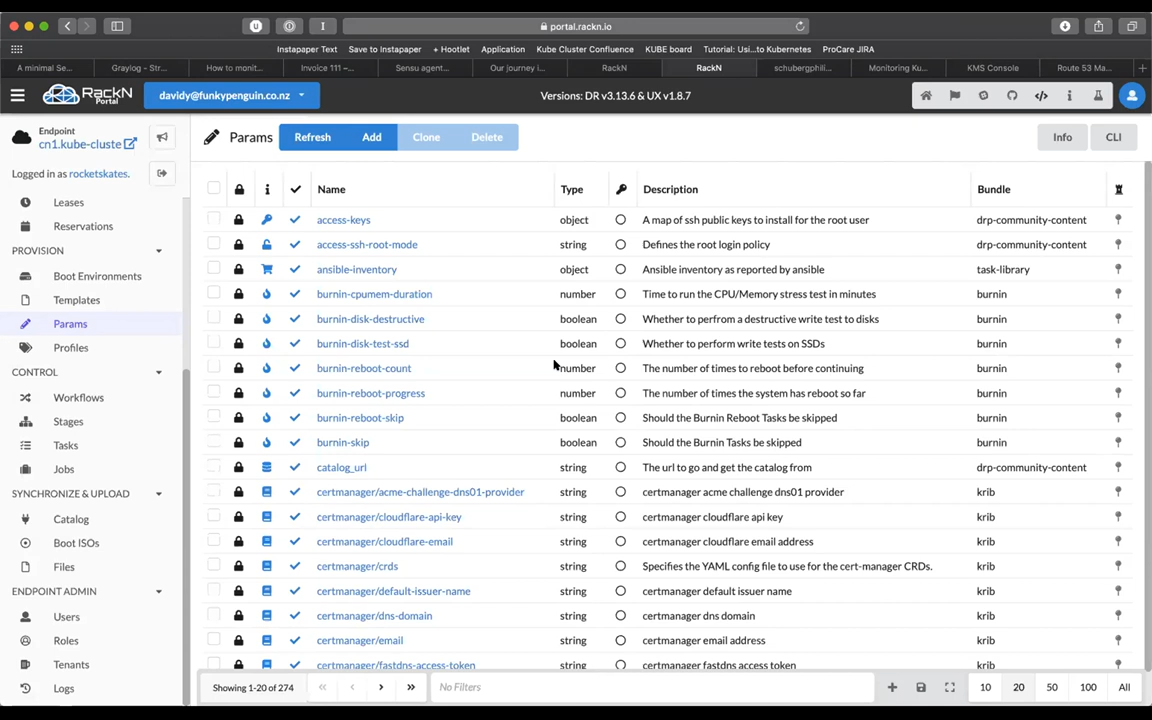 portal.rackn.io
Instapaper Text Save to Instapaper + Hootlet Application Kube Cluster Confluence KUBE board Tutorial: Usi...to Kubernetes ProCare JIRA
A minimal Se... Graylog - Str... How to monit... Invoice 111 –... Sensu agent... Our journey i... RackN RackN schubergphili... Monitoring Ku... KMS Console Route 53 Ma...
RackN Portal davidy@funkypenguin.co.nz Versions: DR v3.13.6 & UX v1.8.7
Endpoint
cn1.kube-cluste
Logged in as rocketskates.
Leases
Reservations
PROVISION
Boot Environments
Templates
Params
Profiles
CONTROL
Workflows
Stages
Tasks
Jobs
SYNCHRONIZE & UPLOAD
Catalog
Boot ISOs
Files
ENDPOINT ADMIN
Users
Roles
Tenants
Logs
Params Refresh Add Clone Delete Info CLI
Name Type Description Bundle
access-keys object A map of ssh public keys to install for the root user drp-community-content
access-ssh-root-mode string Defines the root login policy drp-community-content
ansible-inventory object Ansible inventory as reported by ansible task-library
burnin-cpumem-duration number Time to run the CPU/Memory stress test in minutes burnin
burnin-disk-destructive boolean Whether to perfrom a destructive write test to disks burnin
burnin-disk-test-ssd boolean Whether to perform write tests on SSDs burnin
burnin-reboot-count number The number of times to reboot before continuing burnin
burnin-reboot-progress number The number of times the system has reboot so far burnin
burnin-reboot-skip boolean Should the Burnin Reboot Tasks be skipped burnin
burnin-skip boolean Should the Burnin Tasks be skipped burnin
catalog_url string The url to go and get the catalog from drp-community-content
certmanager/acme-challenge-dns01-provider string certmanager acme challenge dns01 provider krib
certmanager/cloudflare-api-key string certmanager cloudflare api key krib
certmanager/cloudflare-email string certmanager cloudflare email address krib
certmanager/crds string Specifies the YAML config file to use for the cert-manager CRDs. krib
certmanager/default-issuer-name string certmanager default issuer name krib
certmanager/dns-domain string certmanager dns domain krib
certmanager/email string certmanager email address krib
certmanager/fastdns-access-token string certmanager fastdns access token krib
Showing 1-20 of 274 No Filters 10 20 50 100 All